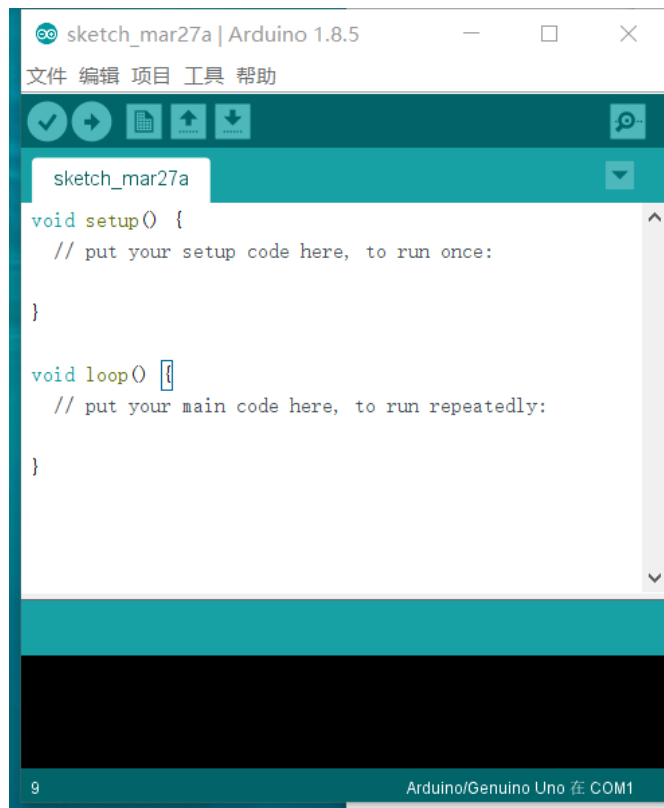 sketch_mar27a | Arduino 1.8.5
文件 编辑 项目 工具 帮助
sketch_mar27a
void setup() {
  // put your setup code here, to run once:
}
void loop() {
  // put your main code here, to run repeatedly:
}
9 Arduino/Genuino Uno 在 COM1